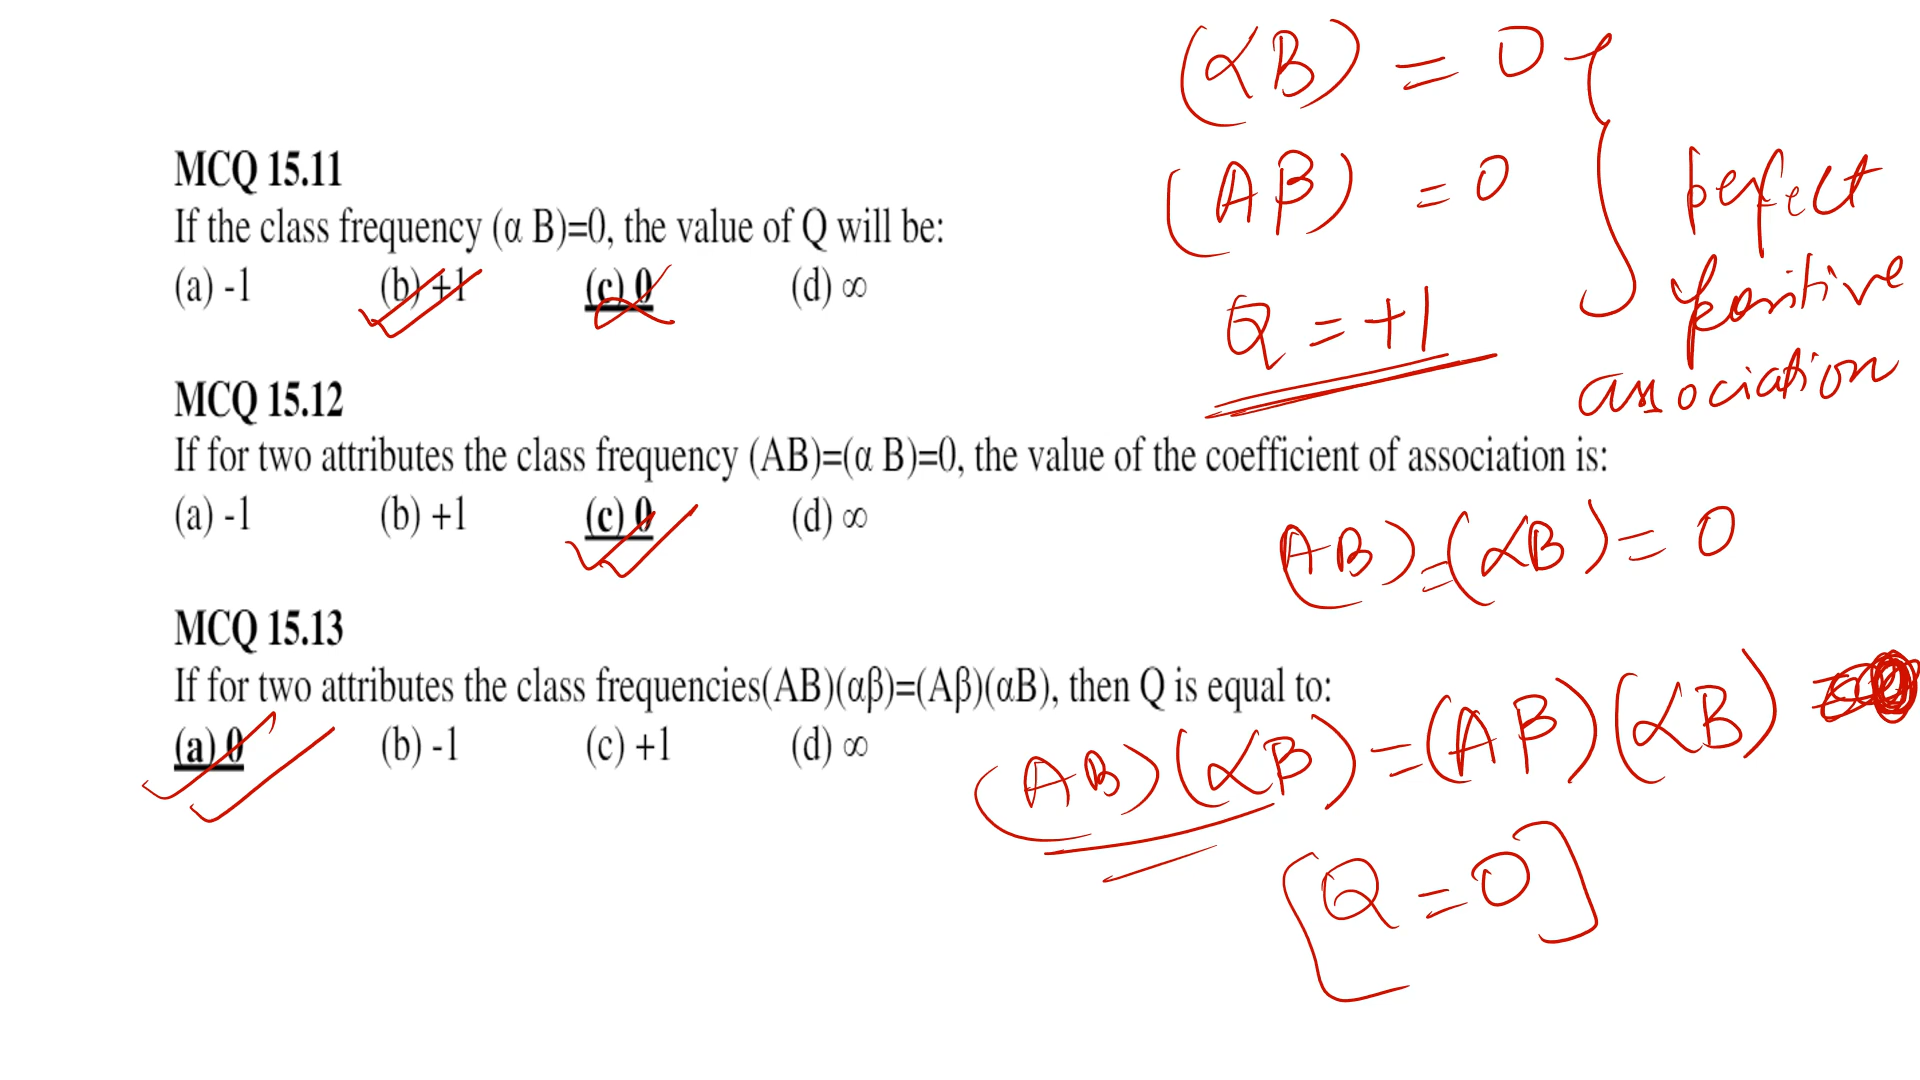 (αB) = 0
(Aβ) = 0
Q = +1
perfect
positive
association
MCQ 15.11
If the class frequency (α B)=0, the value of Q will be:
(a) -1 (b) +1 (c) 0 (d) ∞
MCQ 15.12
If for two attributes the class frequency (AB)=(α B)=0, the value of the coefficient of association is:
(a) -1 (b) +1 (c) 0 (d) ∞
(AB)=(αB)=0
MCQ 15.13
If for two attributes the class frequencies(AB)(αβ)=(Aβ)(αB), then Q is equal to:
(a) 0 (b) -1 (c) +1 (d) ∞
(AB)(αβ)=(Aβ)(αB)
[Q=0]